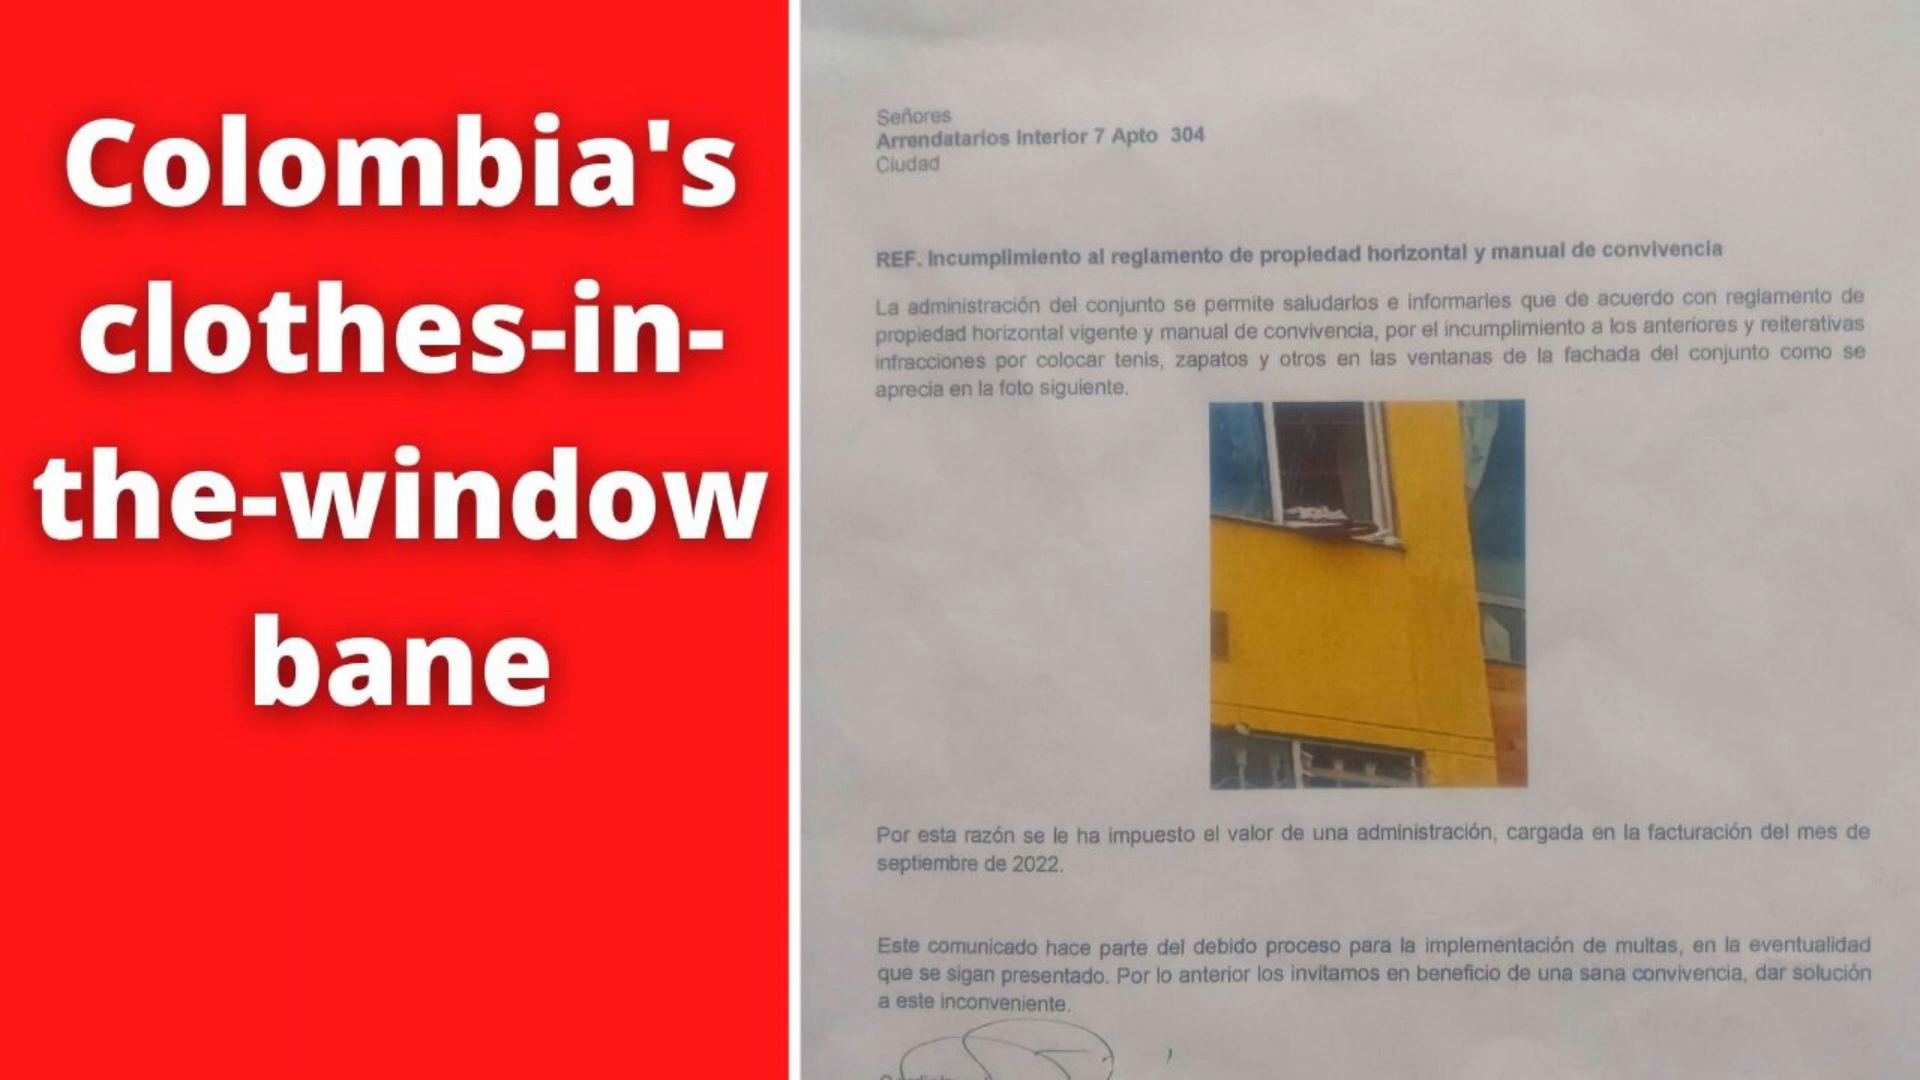 Colombia's
clothes-in-
the-window
bane
Señores
Arrendatarios Interior 7 Apto 304
Ciudad
REF. Incumplimiento al reglamento de propiedad horizontal y manual de convivencia
La administración del conjunto se permite saludarlos e informarles que de acuerdo con reglamento de
propiedad horizontal vigente y manual de convivencia, por el incumplimiento a los anteriores y reiterativas
infracciones por colocar tenis, zapatos y otros en las ventanas de la fachada del conjunto como se
aprecia en la foto siguiente.
Por esta razón se le ha impuesto el valor de una administración, cargada en la facturación del mes de
septiembre de 2022.
Este comunicado hace parte del debido proceso para la implementación de multas, en la eventualidad
que se sigan presentado. Por lo anterior los invitamos en beneficio de una sana convivencia, dar solución
a este inconveniente.